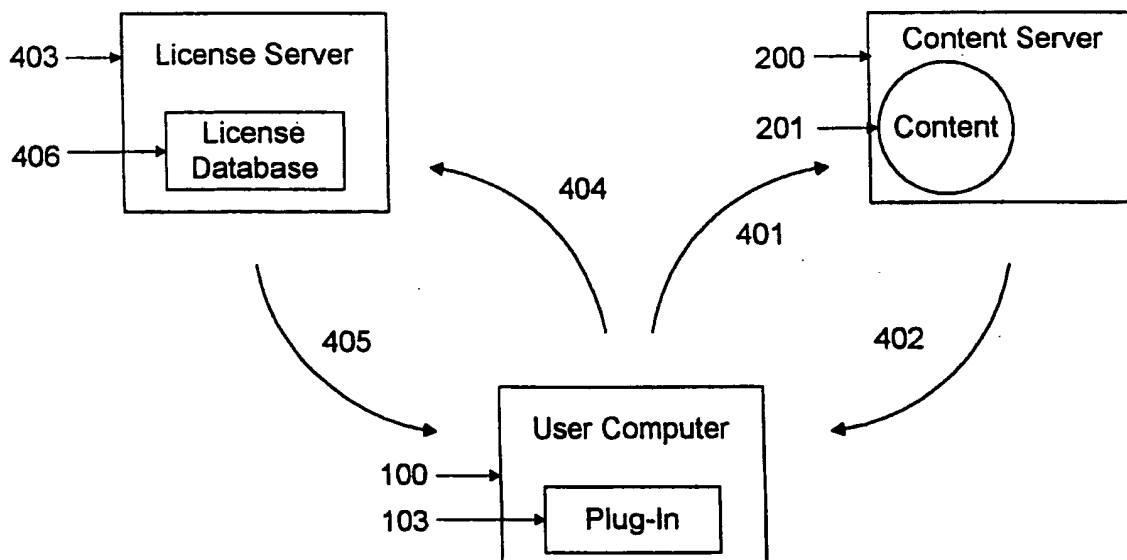 403
License Server
License
Database
406
Content Server
200
201
Content
404
401
405
402
User Computer
100
103
Plug-In